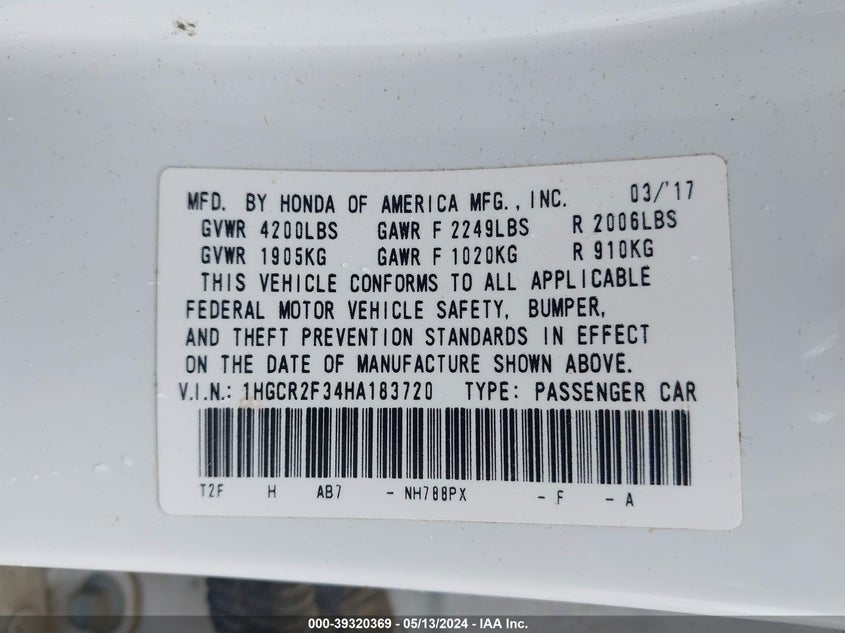 MFD. BY HONDA OF AMERICA MFG., INC. 03/'17
GVWR 4200LBS GAWR F 2249LBS R 2006LBS
GVWR 1905KG GAWR F 1020KG R 910KG
THIS VEHICLE CONFORMS TO ALL APPLICABLE
FEDERAL MOTOR VEHICLE SAFETY, BUMPER,
AND THEFT PREVENTION STANDARDS IN EFFECT
ON THE DATE OF MANUFACTURE SHOWN ABOVE.
V.I.N.: 1HGCR2F34HA183720 TYPE: PASSENGER CAR
T2F H AB7 - NH788PX - F - A
000-39320369 - 05/13/2024 - IAA Inc.